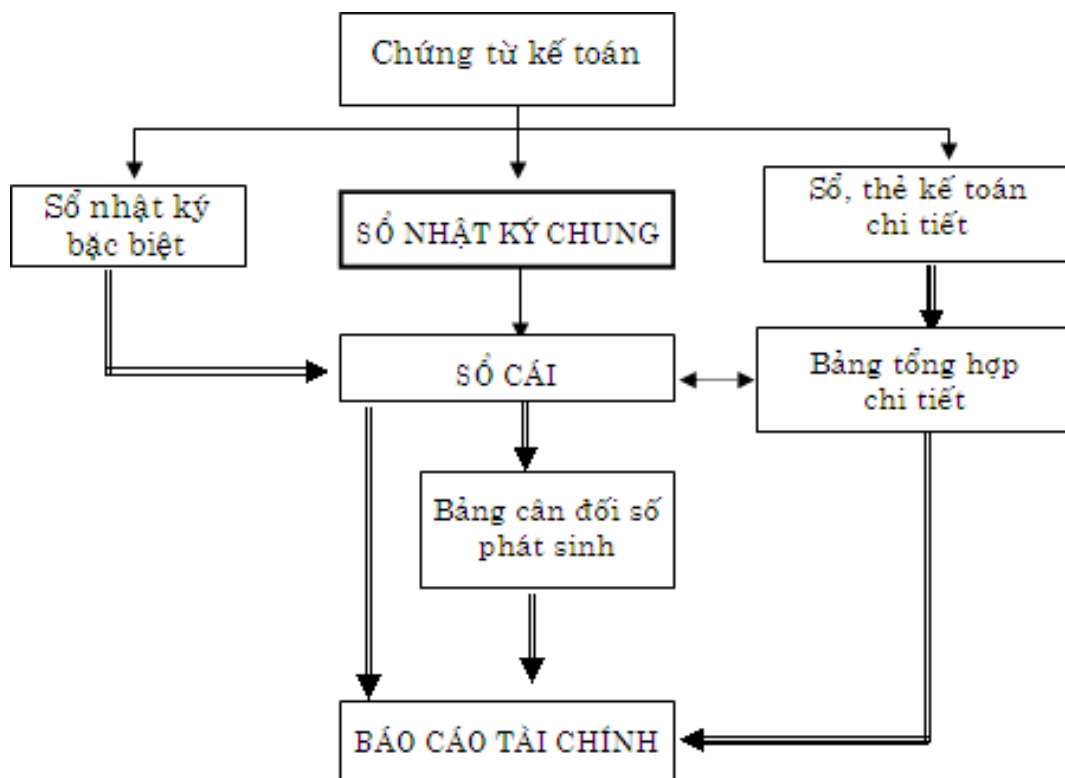 Chứng từ kế toán
Sổ nhật ký
bặc biệt
SỔ NHẬT KÝ CHUNG
Sổ, thẻ kế toán
chi tiết
SỔ CÁI
Bảng tổng hợp
chi tiết
Bảng cân đối số
phát sinh
BÁO CÁO TÀI CHÍNH